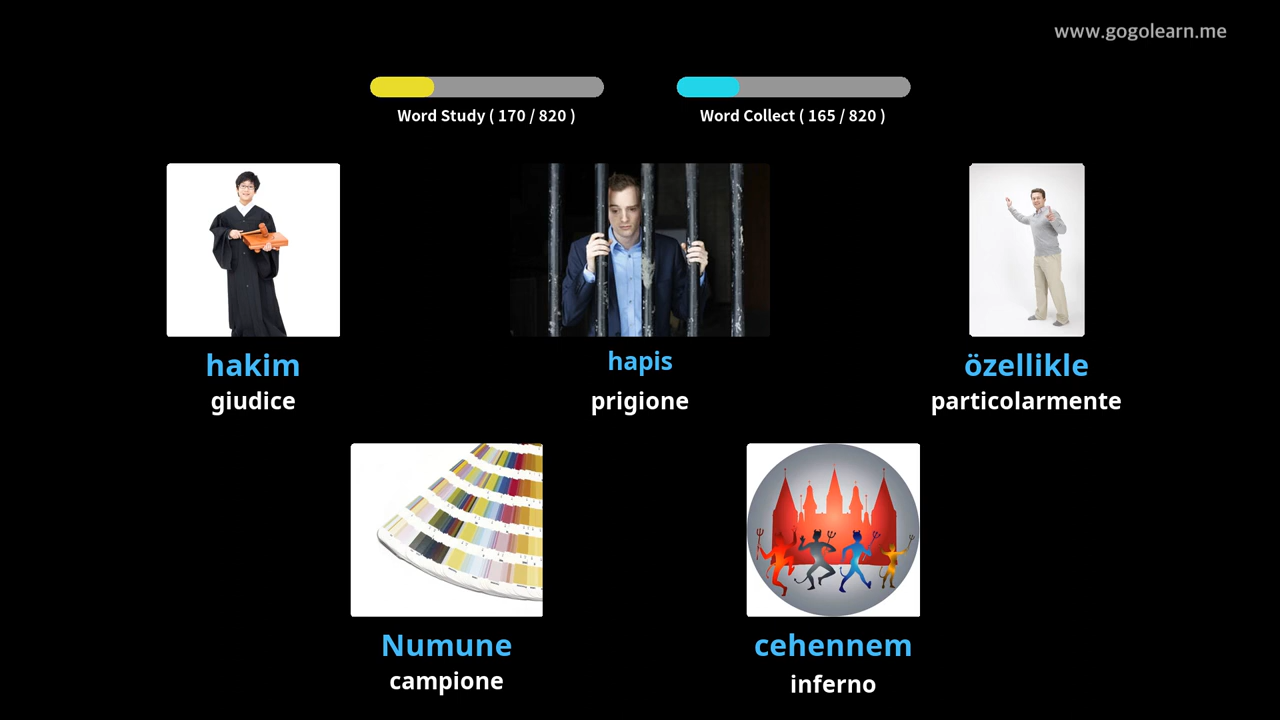 www.gogolearn.me
Word Study ( 170 / 820 )
Word Collect ( 165 / 820 )
hakim
giudice
hapis
prigione
özellikle
particolarmente
Numune
campione
cehennem
inferno